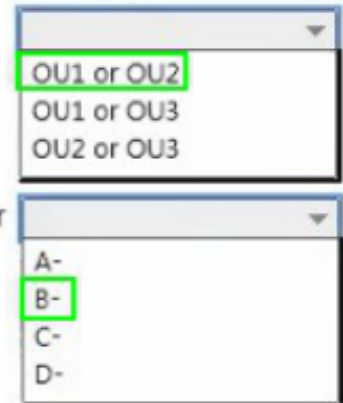 OU1 or OU2
OU1 or OU3
OU2 or OU3
r
A-
B-
C-
D-